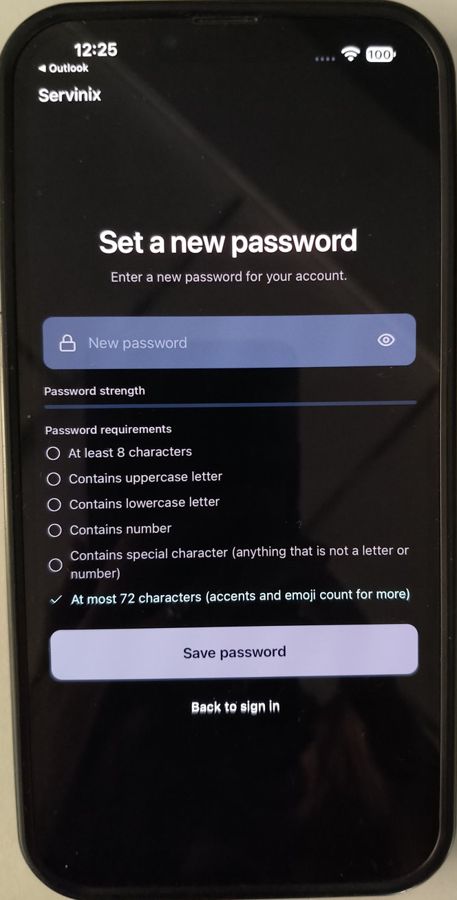 12:25
100
◀ Outlook
Servinix
Set a new password
Enter a new password for your account.
New password
Password strength
Password requirements
At least 8 characters
Contains uppercase letter
Contains lowercase letter
Contains number
Contains special character (anything that is not a letter or
number)
At most 72 characters (accents and emoji count for more)
Save password
Back to sign in